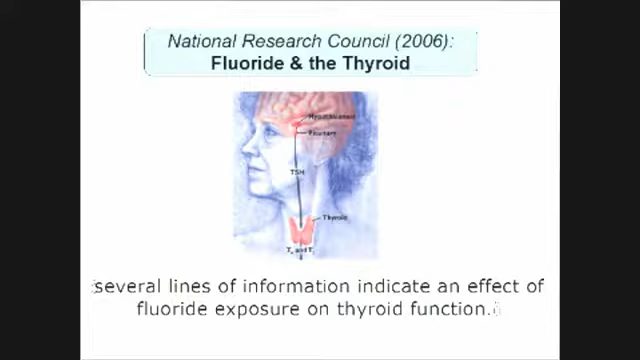 National Research Council (2006):
Fluoride & the Thyroid
Hypothalamus
Pituitary
TSH
Thyroid
T₄ and T₃
several lines of information indicate an effect of
fluoride exposure on thyroid function.